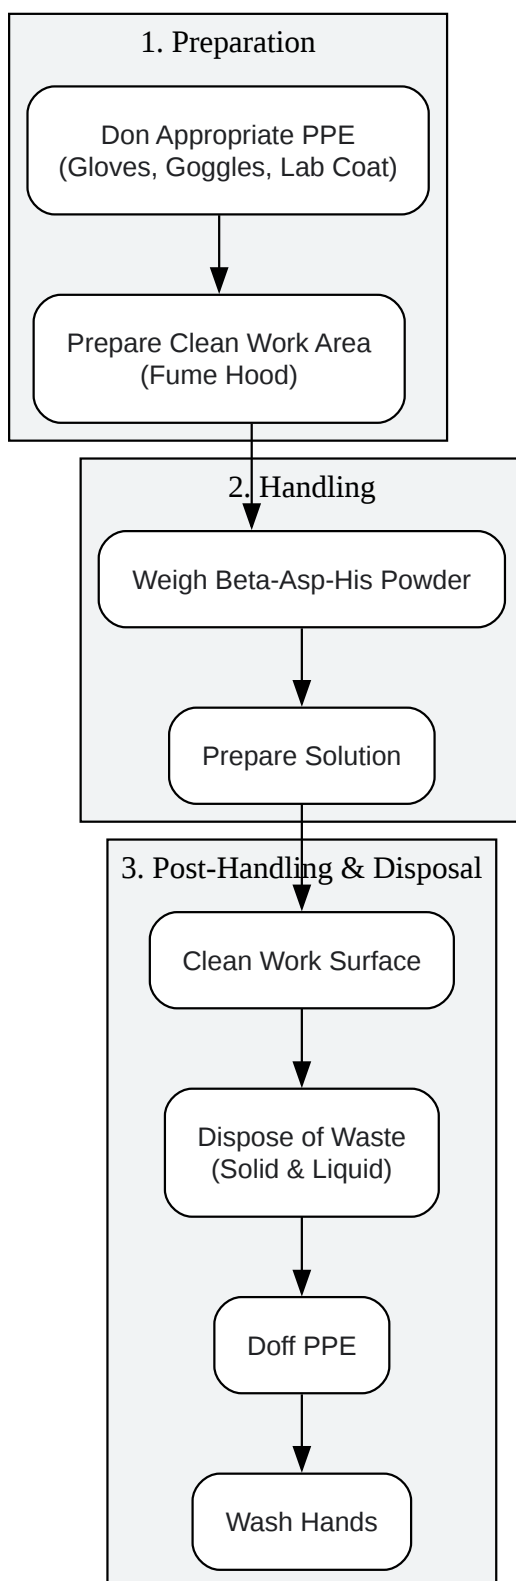 1. Preparation
Don Appropriate PPE
(Gloves, Goggles, Lab Coat)
Prepare Clean Work Area
(Fume Hood)
2. Handling
Weigh Beta-Asp-His Powder
Prepare Solution
3. Post-Handling & Disposal
Clean Work Surface
Dispose of Waste
(Solid & Liquid)
Doff PPE
Wash Hands